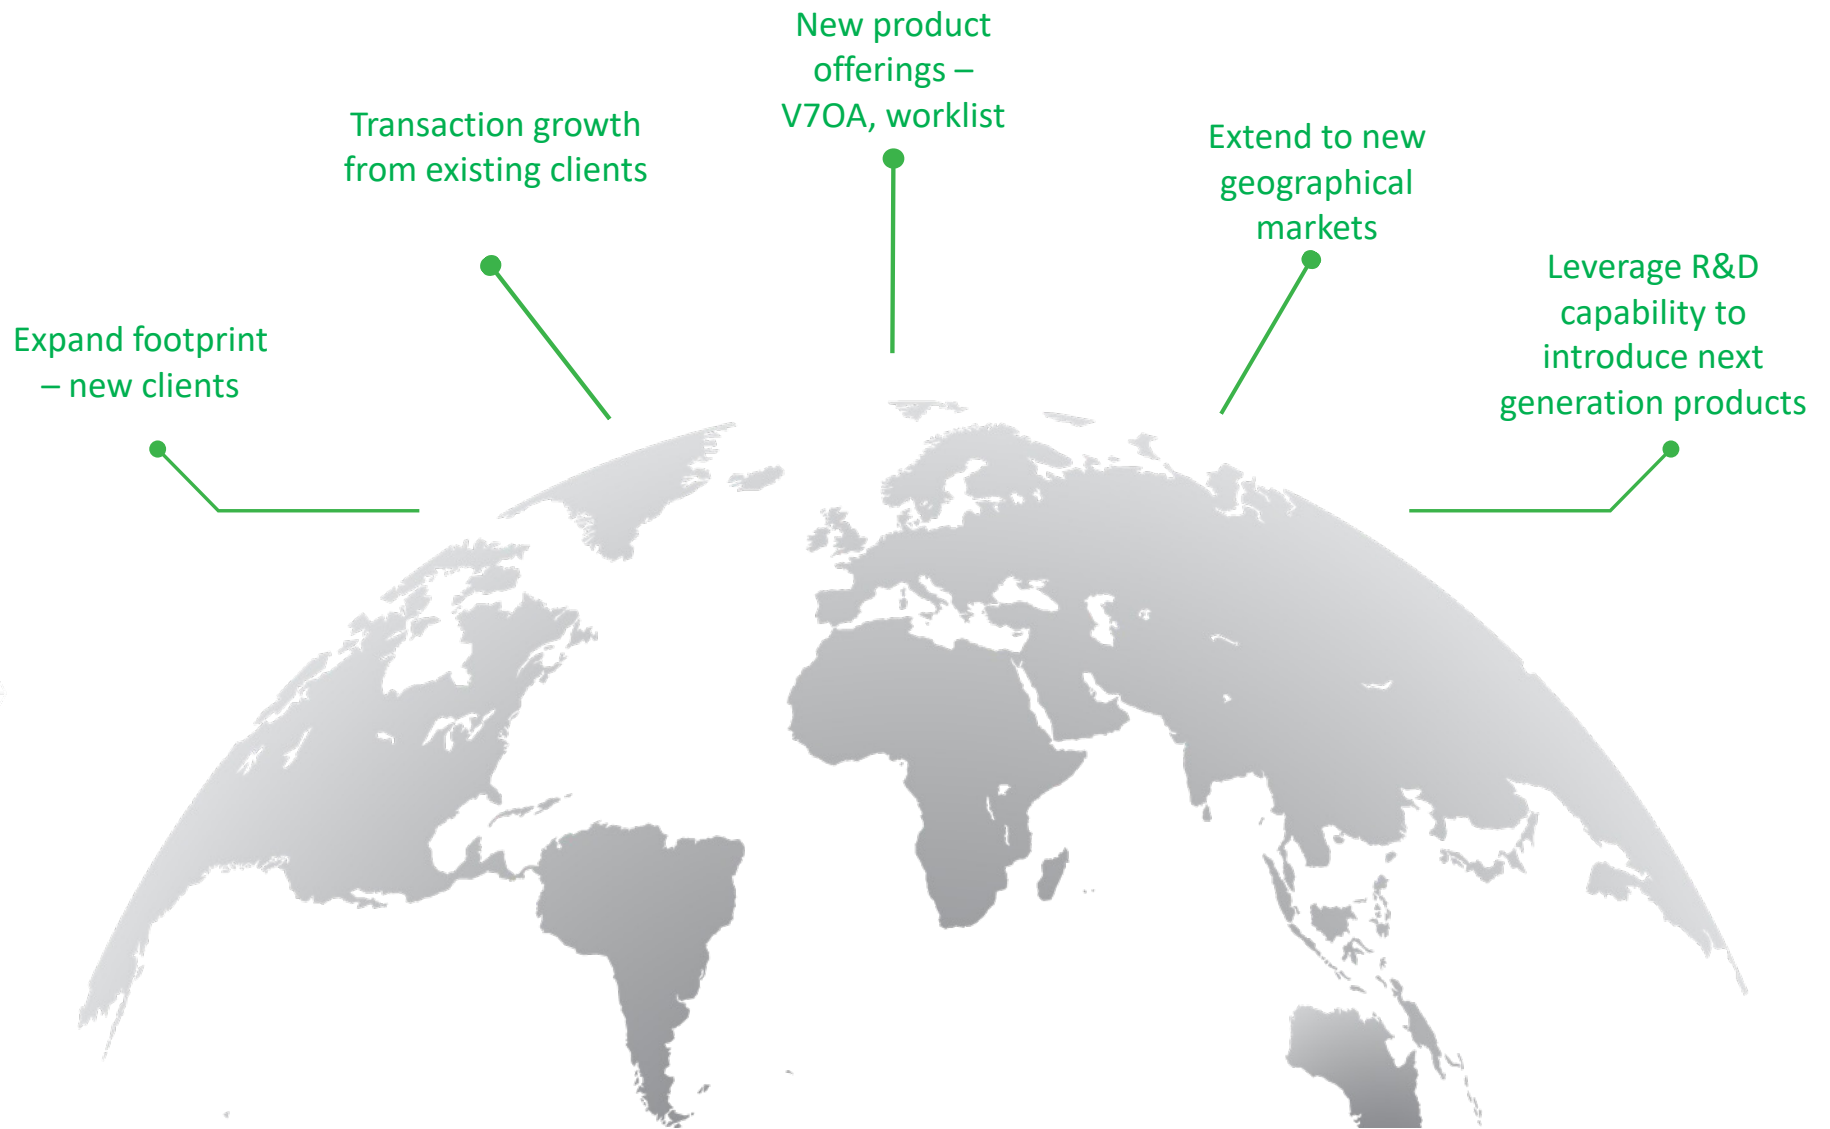 Expand footprint
– new clients
Transaction growth
from existing clients
New product
offerings –
V7OA, worklist
Extend to new
geographical
markets
Leverage R&D
capability to
introduce next
generation products